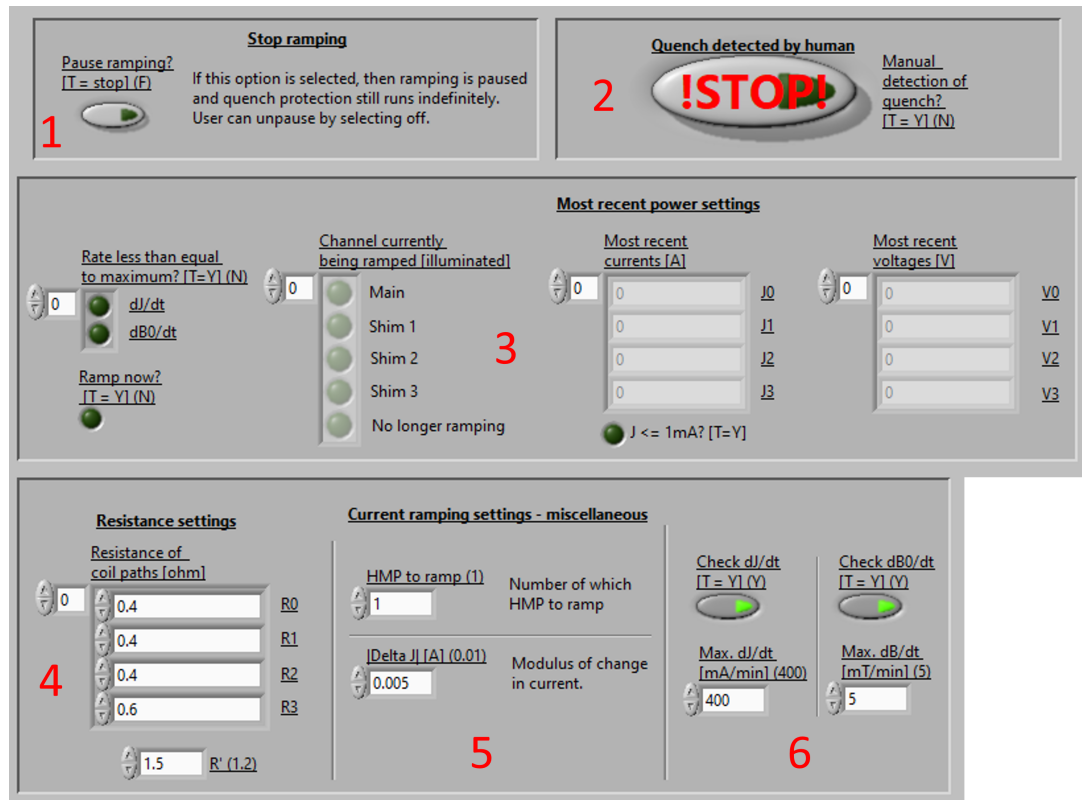 Stop ramping
Pause ramping?
[T = stop] (F)
If this option is selected, then ramping is paused
and quench protection still runs indefinitely.
User can unpause by selecting off.
1
Quench detected by human
!STOP!
Manual
detection of
quench?
[T = Y] (N)
2
Most recent power settings
Rate less than equal
to maximum? [T=Y] (N)
0
dJ/dt
dB0/dt
Ramp now?
[T = Y] (N)
Channel currently
being ramped [illuminated]
0
Main
Shim 1
Shim 2
Shim 3
No longer ramping
3
Most recent
currents [A]
0
0 J0
0 J1
0 J2
0 J3
J <= 1mA? [T=Y]
Most recent
voltages [V]
0
0 V0
0 V1
0 V2
0 V3
Resistance settings
Resistance of
coil paths [ohm]
0
0.4 R0
0.4 R1
0.4 R2
0.6 R3
1.5 R' (1.2)
4
Current ramping settings - miscellaneous
HMP to ramp (1)
1
Number of which
HMP to ramp
|Delta J| [A] (0.01)
0.005
Modulus of change
in current.
5
Check dJ/dt
[T = Y] (Y)
Max. dJ/dt
[mA/min] (400)
400
Check dB0/dt
[T = Y] (Y)
Max. dB/dt
[mT/min] (5)
5
6